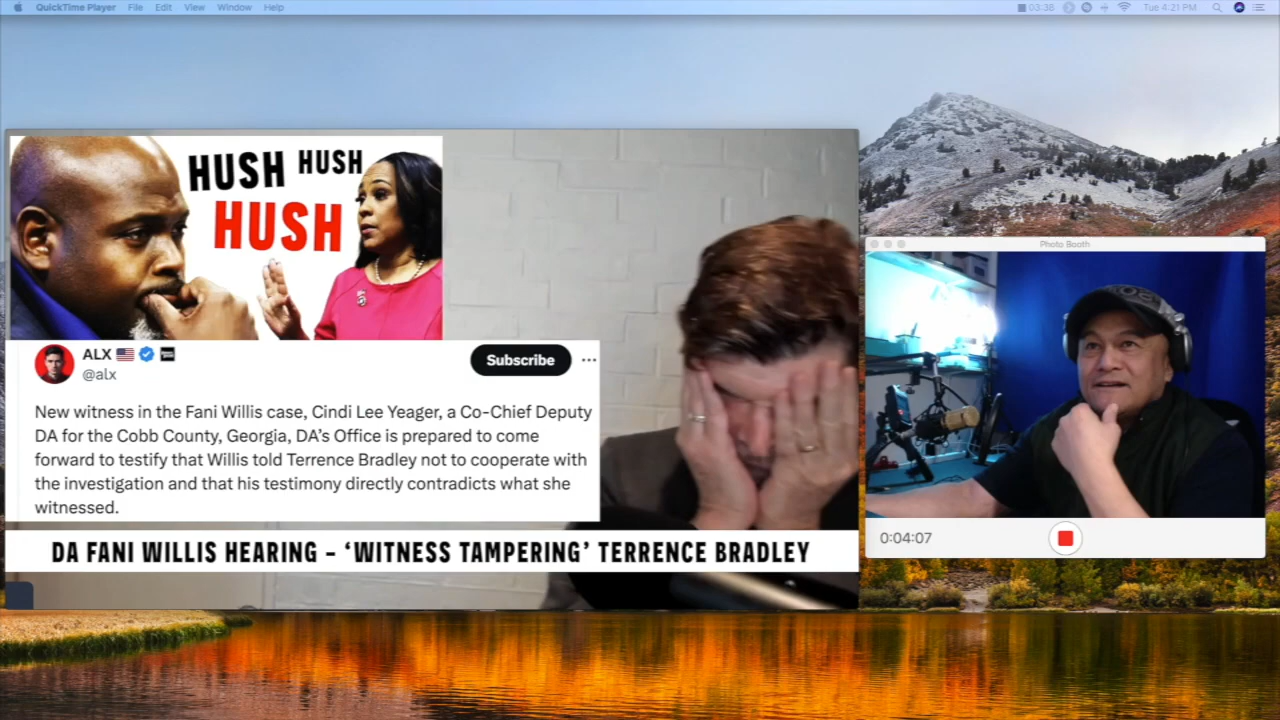 QuickTime Player File Edit View Window Help
03:38 Tue 4:21 PM
HUSH HUSH
HUSH
ALX
@alx
Subscribe
New witness in the Fani Willis case, Cindi Lee Yeager, a Co-Chief Deputy
DA for the Cobb County, Georgia, DA's Office is prepared to come
forward to testify that Willis told Terrence Bradley not to cooperate with
the investigation and that his testimony directly contradicts what she
witnessed.
DA FANI WILLIS HEARING – ‘WITNESS TAMPERING’ TERRENCE BRADLEY
Photo Booth
0:04:07